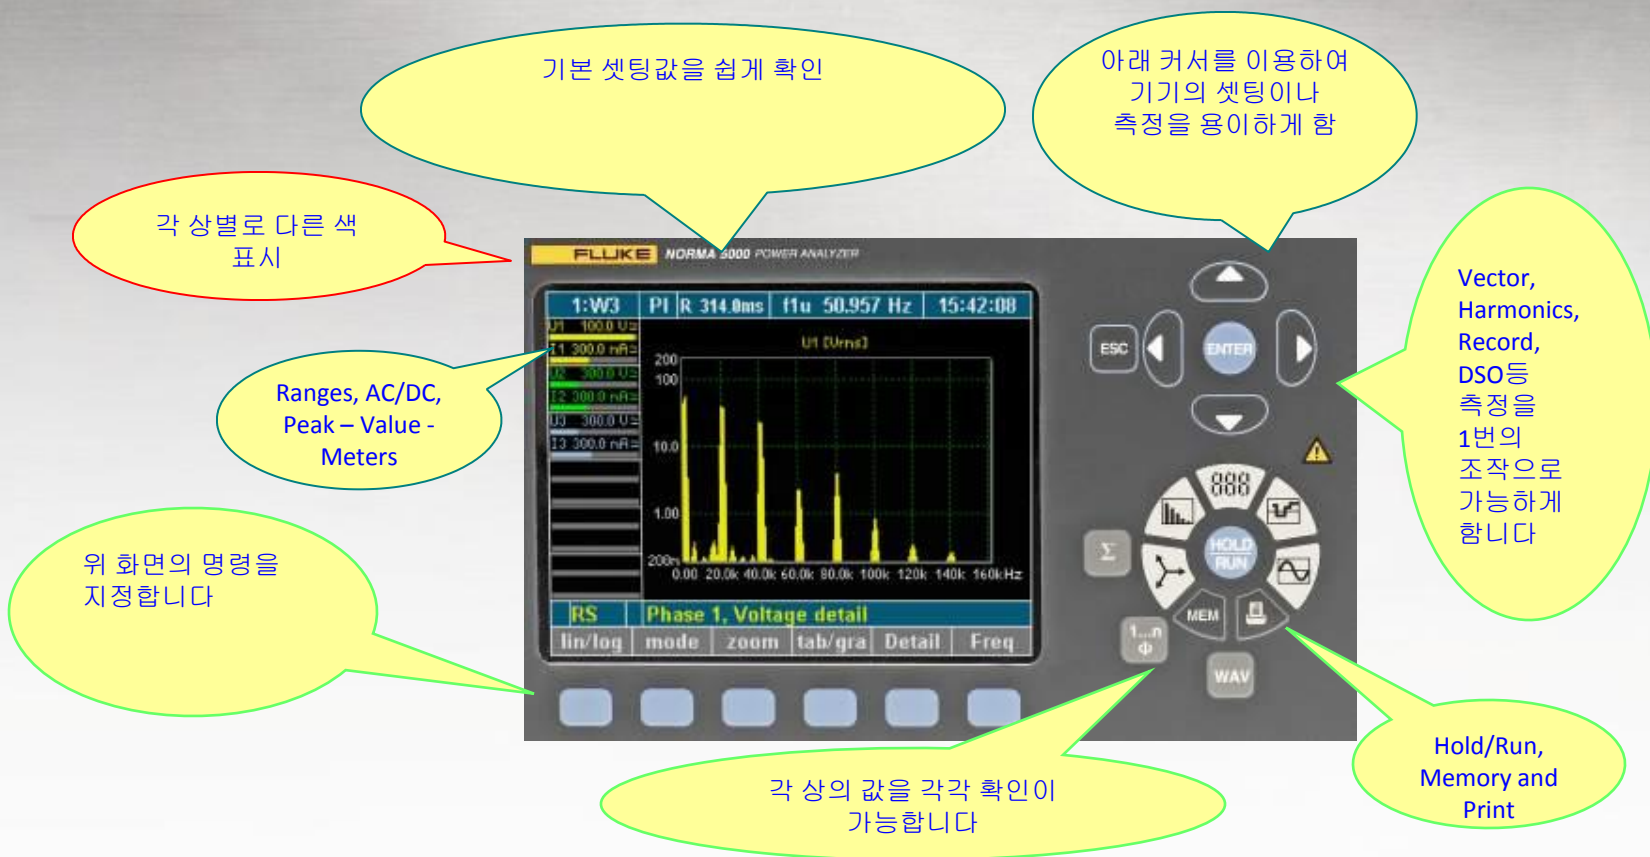 기본 셋팅값을 쉽게 확인
아래 커서를 이용하여
기기의 셋팅이나
측정을 용이하게 함
각 상별로 다른 색
표시
Ranges, AC/DC,
Peak – Value -
Meters
위 화면의 명령을
지정합니다
Vector,
Harmonics,
Record,
DSO등
측정을
1번의
조작으로
가능하게
함니다
각 상의 값을 각각 확인이
가능합니다
Hold/Run,
Memory and
Print
FLUKE NORMA 5000 POWER ANALYZER
1:W3 PI R 314.0ms f1u 50.957 Hz 15:42:08
U1 100.0 V=
I1 300.0 mA=
U2 300.0 V=
I2 300.0 mA=
U3 300.0 V=
I3 300.0 mA=
U1 [Vrms]
200
100
10.0
1.00
200m
0.00 20.0k 40.0k 60.0k 80.0k 100k 120k 140k 160kHz
RS Phase 1, Voltage detail
lin/log mode zoom tab/gra Detail Freq
ESC
ENTER
888
Σ
HOLD
RUN
MEM
1...n
Φ
WAV